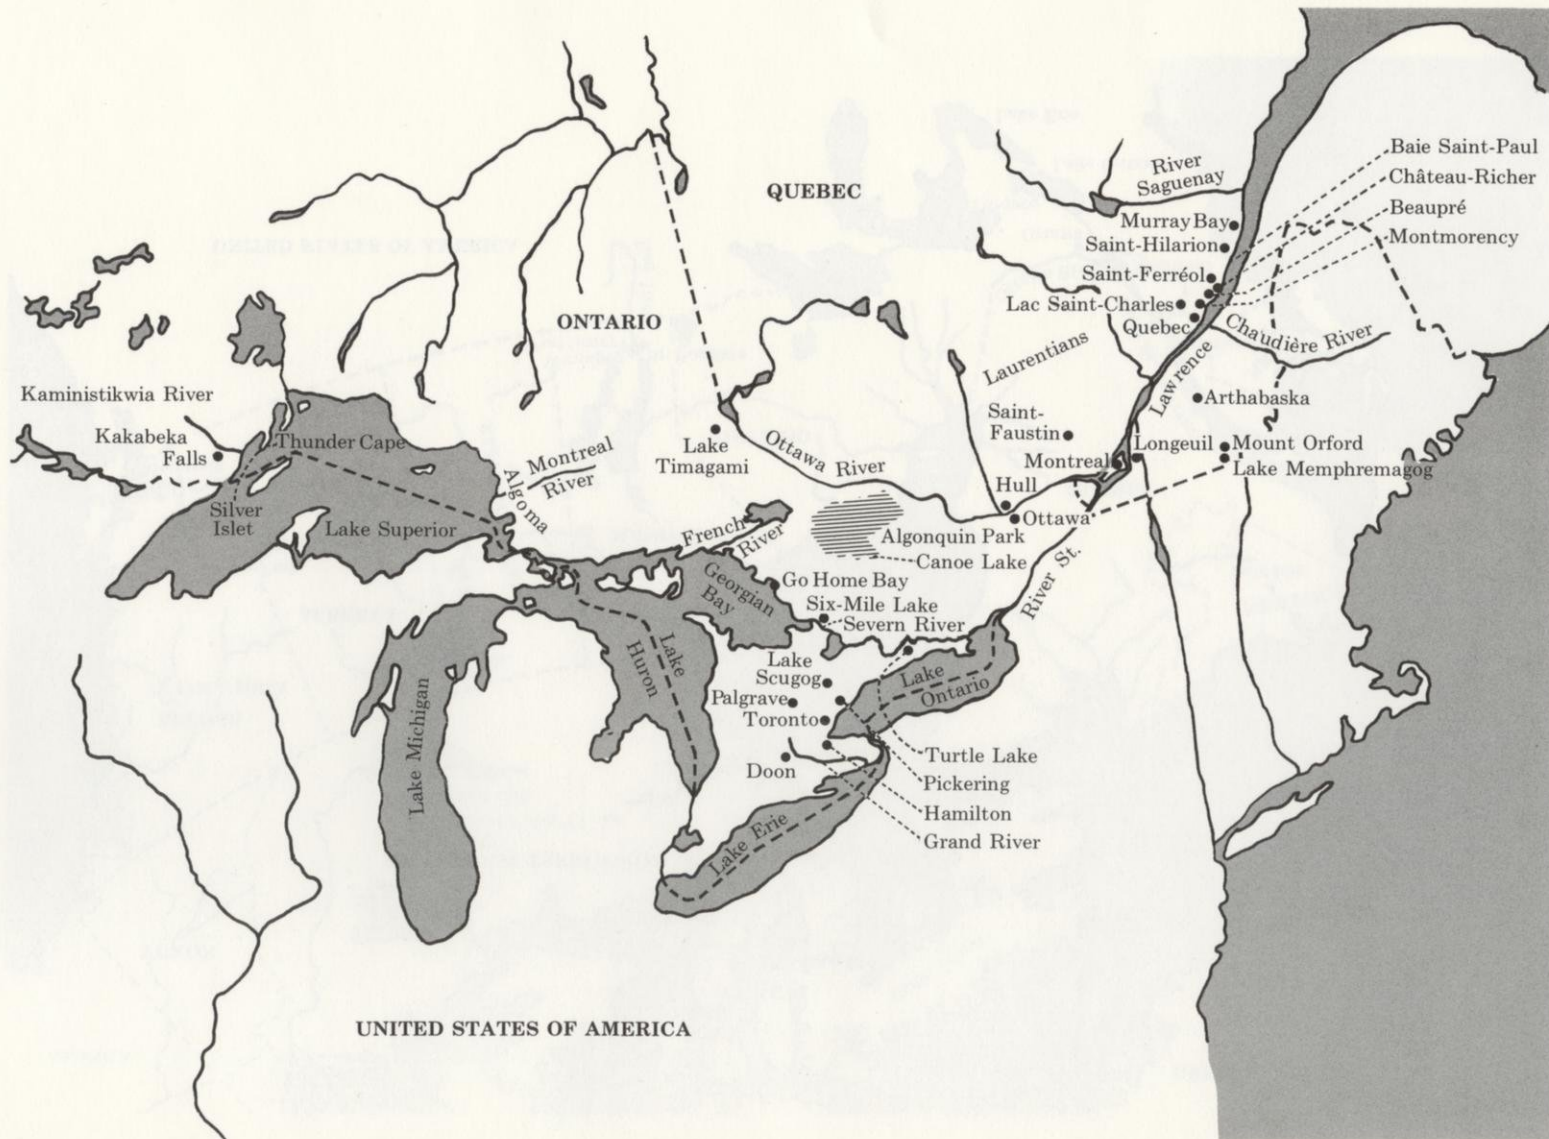 Baie Saint-Paul
River
Saguenay
Château-Richer
QUEBEC
Beaupré
Murray Bay
Montmorency
Saint-Hilarion
Saint-Ferréol
Lac Saint-Charles
ONTARIO
Quebec
Chaudière River
Laurentians
Lawrence
Kaministikwia River
Arthabaska
Saint-
Faustin
Kakabeka
Falls
Thunder Cape
Lake
Timagami
Ottawa River
Longeuil
Mount Orford
Montreal
River
Algoma
Montreal
Lake Memphremagog
Hull
Silver
Islet
Lake Superior
French
River
Ottawa
Algonquin Park
Canoe Lake
Georgian
Bay
Go Home Bay
River St.
Six-Mile Lake
Severn River
Lake
Huron
Lake
Scugog
Lake
Ontario
Palgrave
Toronto
Lake Michigan
Turtle Lake
Doon
Pickering
Hamilton
Lake Erie
Grand River
UNITED STATES OF AMERICA